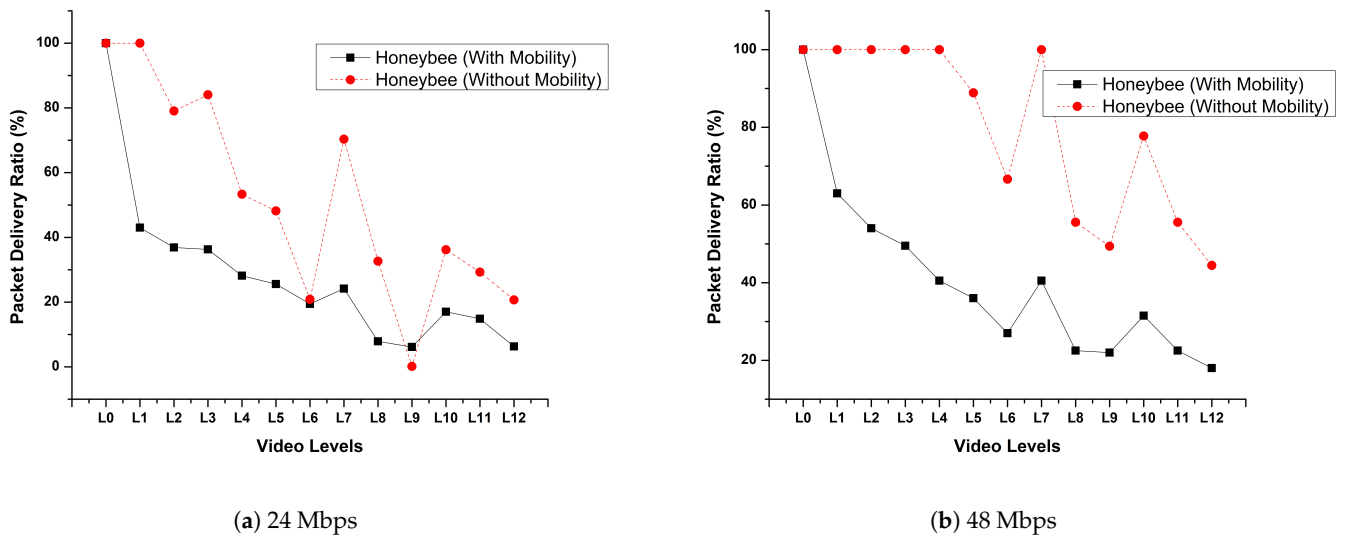 Honeybee (With Mobility)
Honeybee (Without Mobility)
Packet Delivery Ratio (%)
100
80
60
40
20
0
L0 L1 L2 L3 L4 L5 L6 L7 L8 L9 L10 L11 L12
Video Levels
(a) 24 Mbps
Honeybee (With Mobility)
Honeybee (Without Mobility)
Packet Delivery Ratio (%)
100
80
60
40
20
L0 L1 L2 L3 L4 L5 L6 L7 L8 L9 L10 L11 L12
Video Levels
(b) 48 Mbps